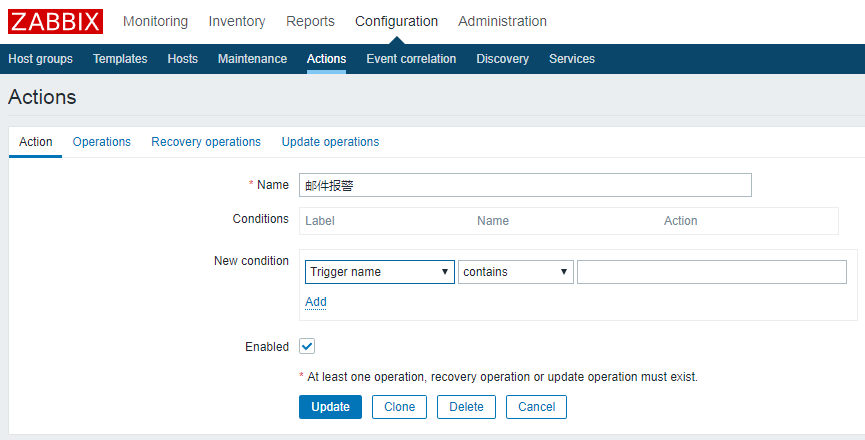 ZABBIX Monitoring Inventory Reports Configuration Administration
Host groups Templates Hosts Maintenance Actions Event correlation Discovery Services
Actions
Action Operations Recovery operations Update operations
* Name 邮件报警
Conditions Label Name Action
New condition Trigger name contains
Add
Enabled
* At least one operation, recovery operation or update operation must exist.
Update Clone Delete Cancel